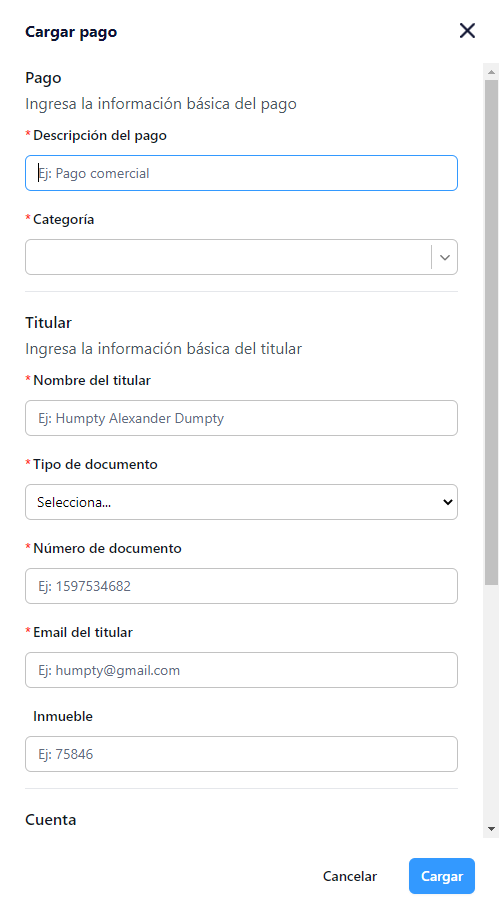 Cargar pago
Pago
Ingresa la información básica del pago
* Descripción del pago
Ej: Pago comercial
* Categoría
Titular
Ingresa la información básica del titular
* Nombre del titular
Ej: Humpty Alexander Dumpty
* Tipo de documento
Selecciona...
* Número de documento
Ej: 1597534682
* Email del titular
Ej: humpty@gmail.com
Inmueble
Ej: 75846
Cuenta
Cancelar Cargar